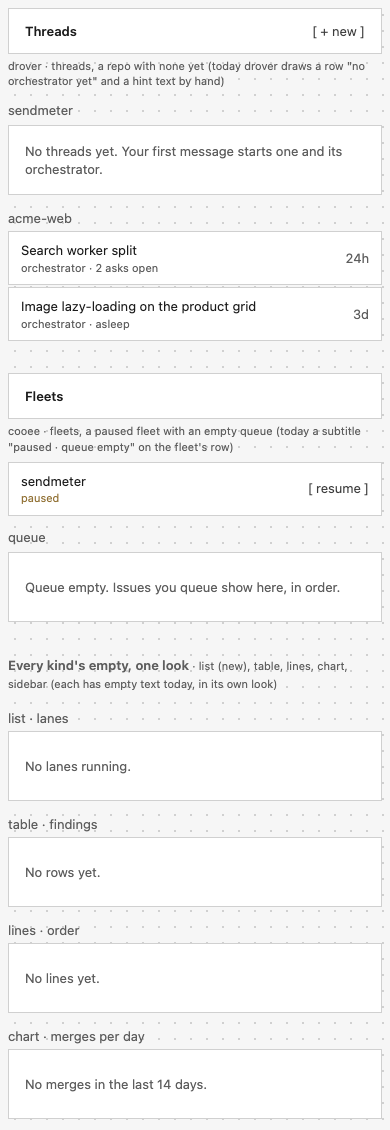 Threads [ + new ]
drover · threads, a repo with none yet (today drover draws a row "no
orchestrator yet" and a hint text by hand)
sendmeter
No threads yet. Your first message starts one and its
orchestrator.
acme-web
Search worker split
orchestrator · 2 asks open
24h
Image lazy-loading on the product grid
orchestrator · asleep
3d
Fleets
cooee · fleets, a paused fleet with an empty queue (today a subtitle
"paused · queue empty" on the fleet's row)
sendmeter
paused
[ resume ]
queue
Queue empty. Issues you queue show here, in order.
Every kind's empty, one look · list (new), table, lines, chart,
sidebar (each has empty text today, in its own look)
list · lanes
No lanes running.
table · findings
No rows yet.
lines · order
No lines yet.
chart · merges per day
No merges in the last 14 days.